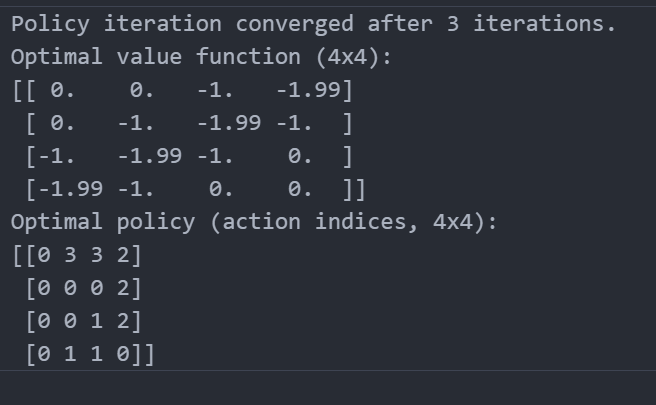 Policy iteration converged after 3 iterations.
Optimal value function (4x4):
[[ 0.    0.   -1.   -1.99]
 [ 0.   -1.   -1.99 -1.  ]
 [-1.   -1.99 -1.    0.  ]
 [-1.99 -1.    0.    0.  ]]
Optimal policy (action indices, 4x4):
[[0 3 3 2]
 [0 0 0 2]
 [0 0 1 2]
 [0 1 1 0]]